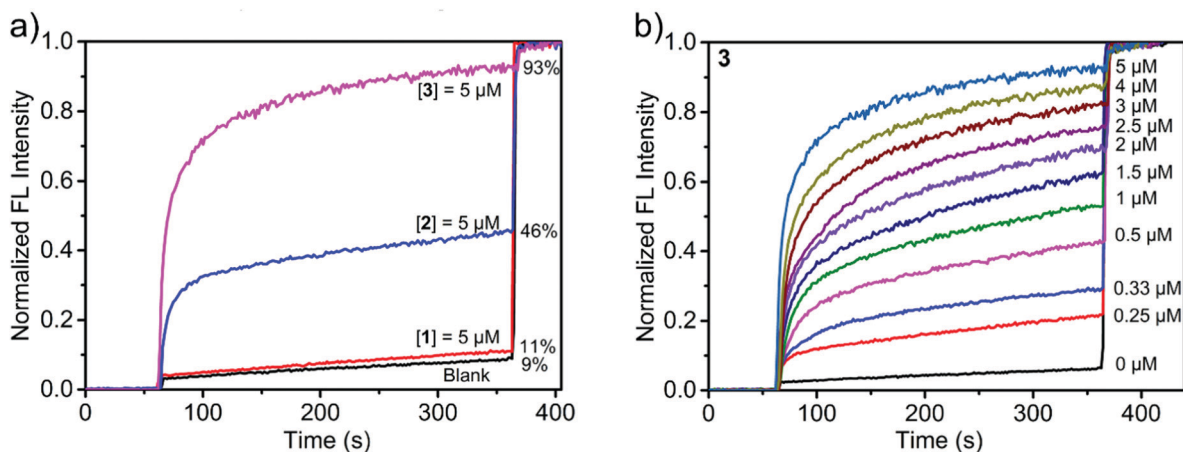 a)
Normalized FL Intensity
1.0
0.8
0.6
0.4
0.2
0.0
[3] = 5 µM
93%
[2] = 5 µM
46%
[1] = 5 µM
11%
9%
Blank
0
100
200
300
400
Time (s)
b)
3
Normalized FL Intensity
1.0
0.8
0.6
0.4
0.2
0.0
5 µM
4 µM
3 µM
2.5 µM
2 µM
1.5 µM
1 µM
0.5 µM
0.33 µM
0.25 µM
0 µM
0
100
200
300
400
Time (s)